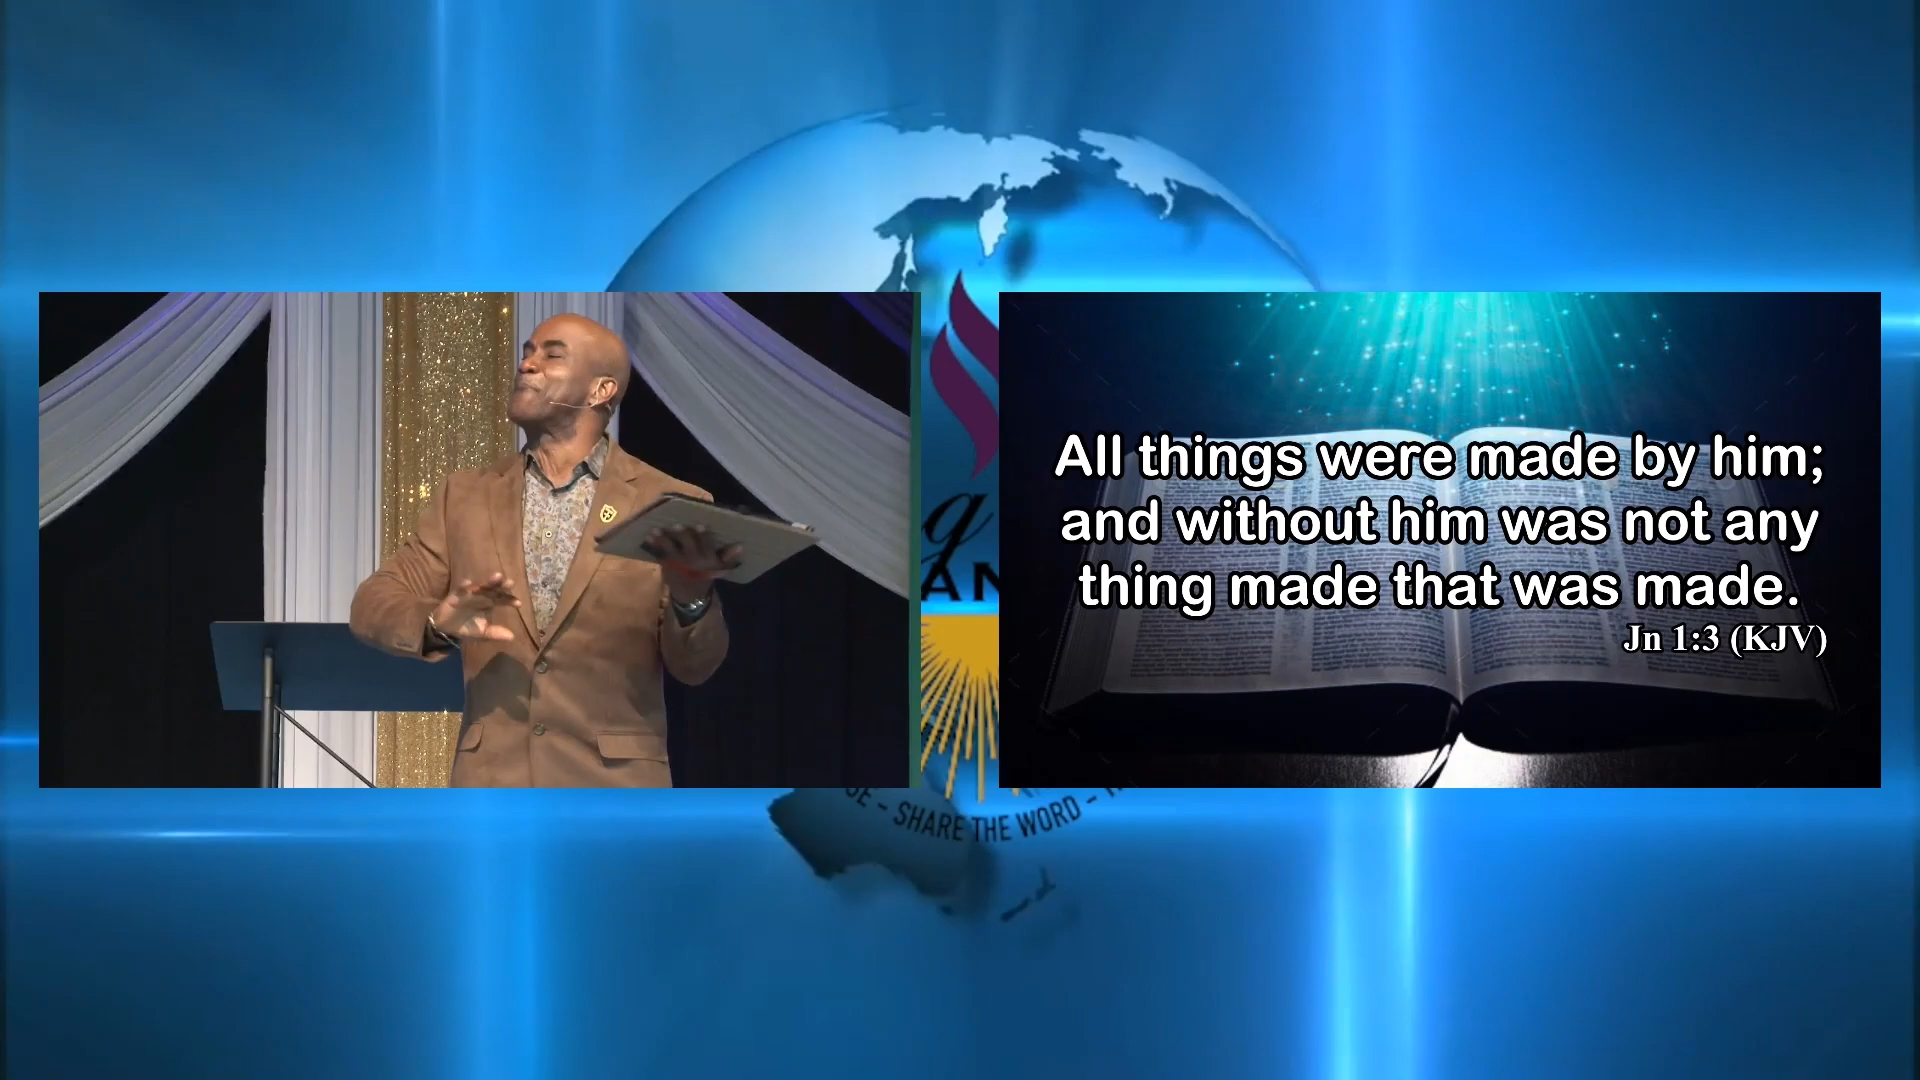 All things were made by him;
and without him was not any
thing made that was made.
Jn 1:3 (KJV)
g
AN
- SHARE THE WORD -